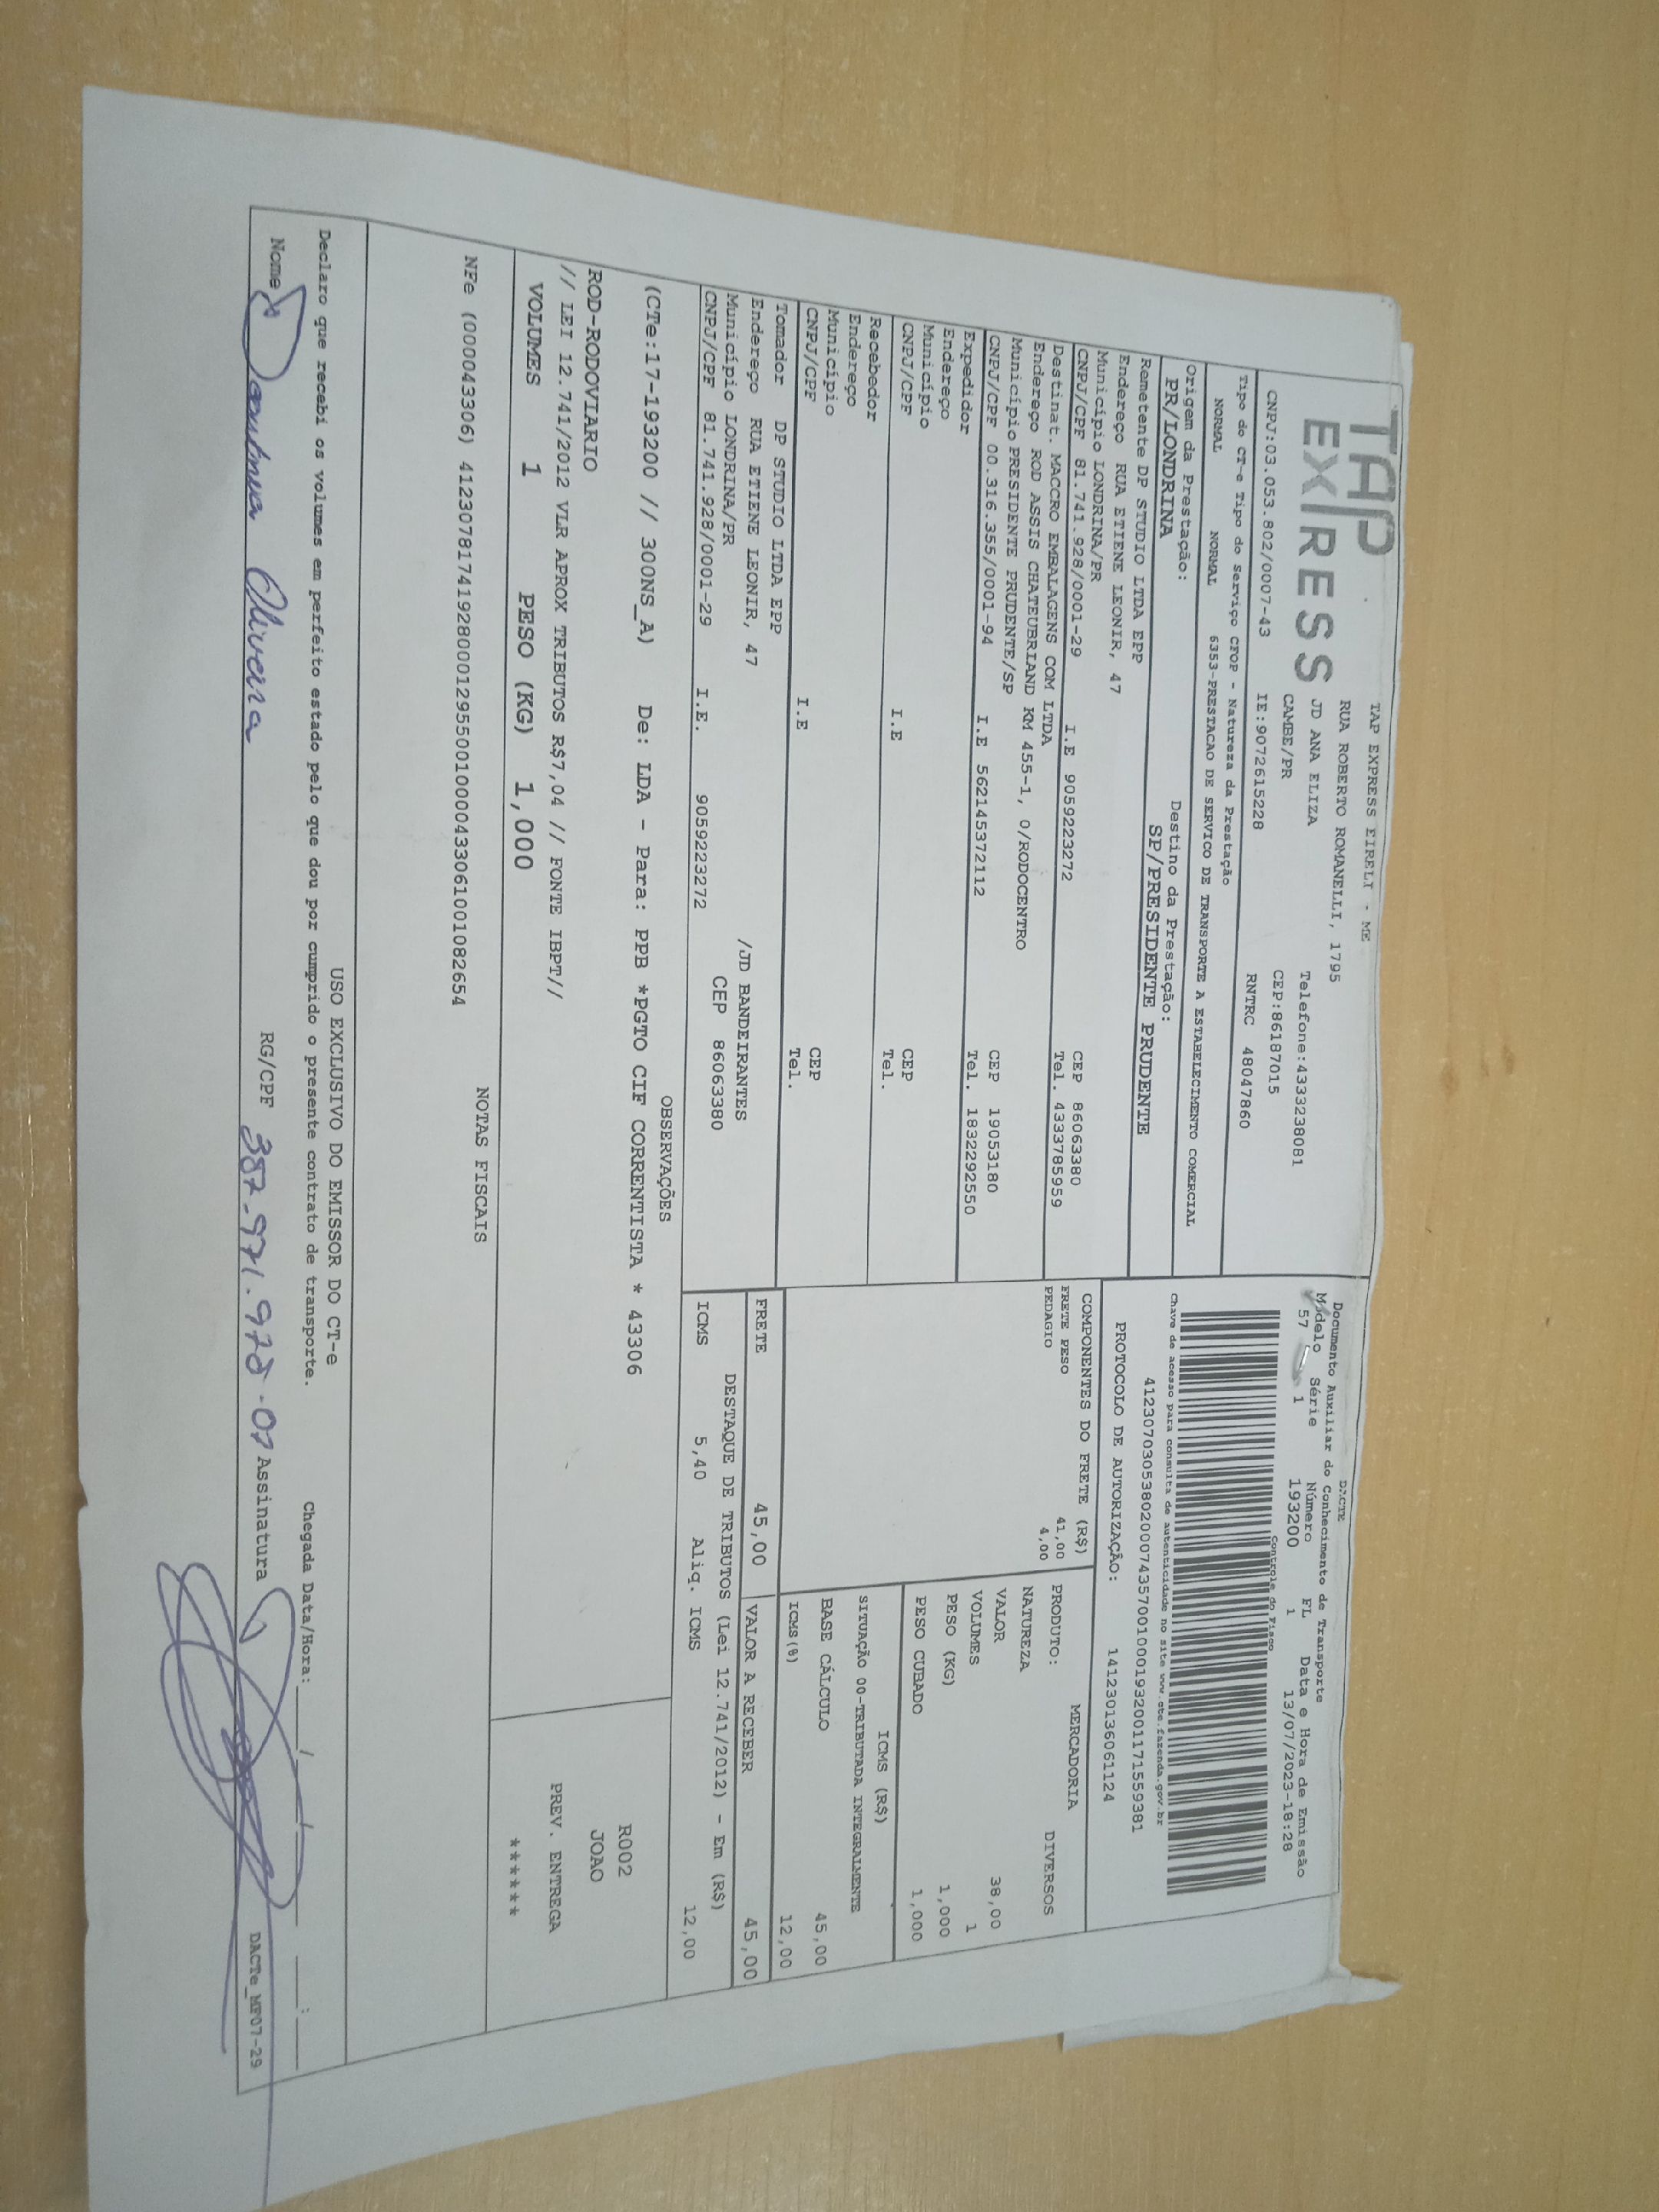 TAP
EXPRESS
TAP EXPRESS EIRELI - ME
RUA ROBERTO ROMANELLI, 1795
JD ANA ELIZA
Telefone:4333238081
CAMBE/PR
CEP:86187015
CNPJ:03.053.802/0007-43
IE:9072615228
RNTRC 48047860
Tipo do CT-e Tipo do Serviço CFOP - Natureza da Prestação
NORMAL NORMAL 6353-PRESTACAO DE SERVICO DE TRANSPORTE A ESTABELECIMENTO COMERCIAL
Origem da Prestação: Destino da Prestação:
PR/LONDRINA SP/PRESIDENTE PRUDENTE
Remetente DP STUDIO LTDA EPP
Endereço RUA ETIENE LEONIR, 47
Município LONDRINA/PR CEP 86063380
CNPJ/CPF 81.741.928/0001-29 I.E 9059223272 Tel. 4333785959
Destinat. MACCRO EMBALAGENS COM LTDA
Endereço ROD ASSIS CHATEUBRIAND KM 455-1, 0/RODOCENTRO
Município PRESIDENTE PRUDENTE/SP CEP 19053180
CNPJ/CPF 00.316.355/0001-94 I.E 562145372112 Tel. 1832292550
Expedidor
Endereço
Município CEP
CNPJ/CPF I.E Tel.
Recebedor
Endereço
Município CEP
CNPJ/CPF I.E Tel.
Tomador DP STUDIO LTDA EPP
Endereço RUA ETIENE LEONIR, 47 /JD BANDEIRANTES
Município LONDRINA/PR CEP 86063380
CNPJ/CPF 81.741.928/0001-29 I.E. 9059223272
DACTE
Documento Auxiliar do Conhecimento de Transporte
Modelo Série Número FL Data e Hora de Emissão
57 1 193200 1 13/07/2023-18:28
Controle do Fisco
Chave de acesso para consulta de autenticidade no site www.cte.fazenda.gov.br
41230703053802000743570010001932001171559381
PROTOCOLO DE AUTORIZAÇÃO: 141230136061124
COMPONENTES DO FRETE (R$)
FRETE PESO 41,00
PEDAGIO 4,00
MERCADORIA
PRODUTO: DIVERSOS
NATUREZA
VALOR 38,00
VOLUMES 1
PESO (KG) 1,000
PESO CUBADO 1,000
ICMS (R$)
SITUAÇÃO 00-TRIBUTADA INTEGRALMENTE
BASE CÁLCULO 45,00
ICMS(%) 12,00
FRETE 45,00 VALOR A RECEBER 45,00
DESTAQUE DE TRIBUTOS (Lei 12.741/2012) - Em (R$)
ICMS 5,40 Aliq. ICMS 12,00
OBSERVAÇÕES
(CTe:17-193200 // 300NS_A) De: LDA - Para: PPB *PGTO CIF CORRENTISTA * 43306
R002
JOAO
ROD-RODOVIARIO
// LEI 12.741/2012 VLR APROX TRIBUTOS R$7,04 // FONTE IBPT//
VOLUMES 1 PESO (KG) 1,000
PREV. ENTREGA
******
NOTAS FISCAIS
NFe (000043306) 41230781741928000129550010000433061001082654
USO EXCLUSIVO DO EMISSOR DO CT-e
Declaro que recebi os volumes em perfeito estado pelo que dou por cumprido o presente contrato de transporte. Chegada Data/Hora: ____/____/____ ____:____
Nome Oliveira RG/CPF 387.971.978-07 Assinatura
DACTe_MP07-29